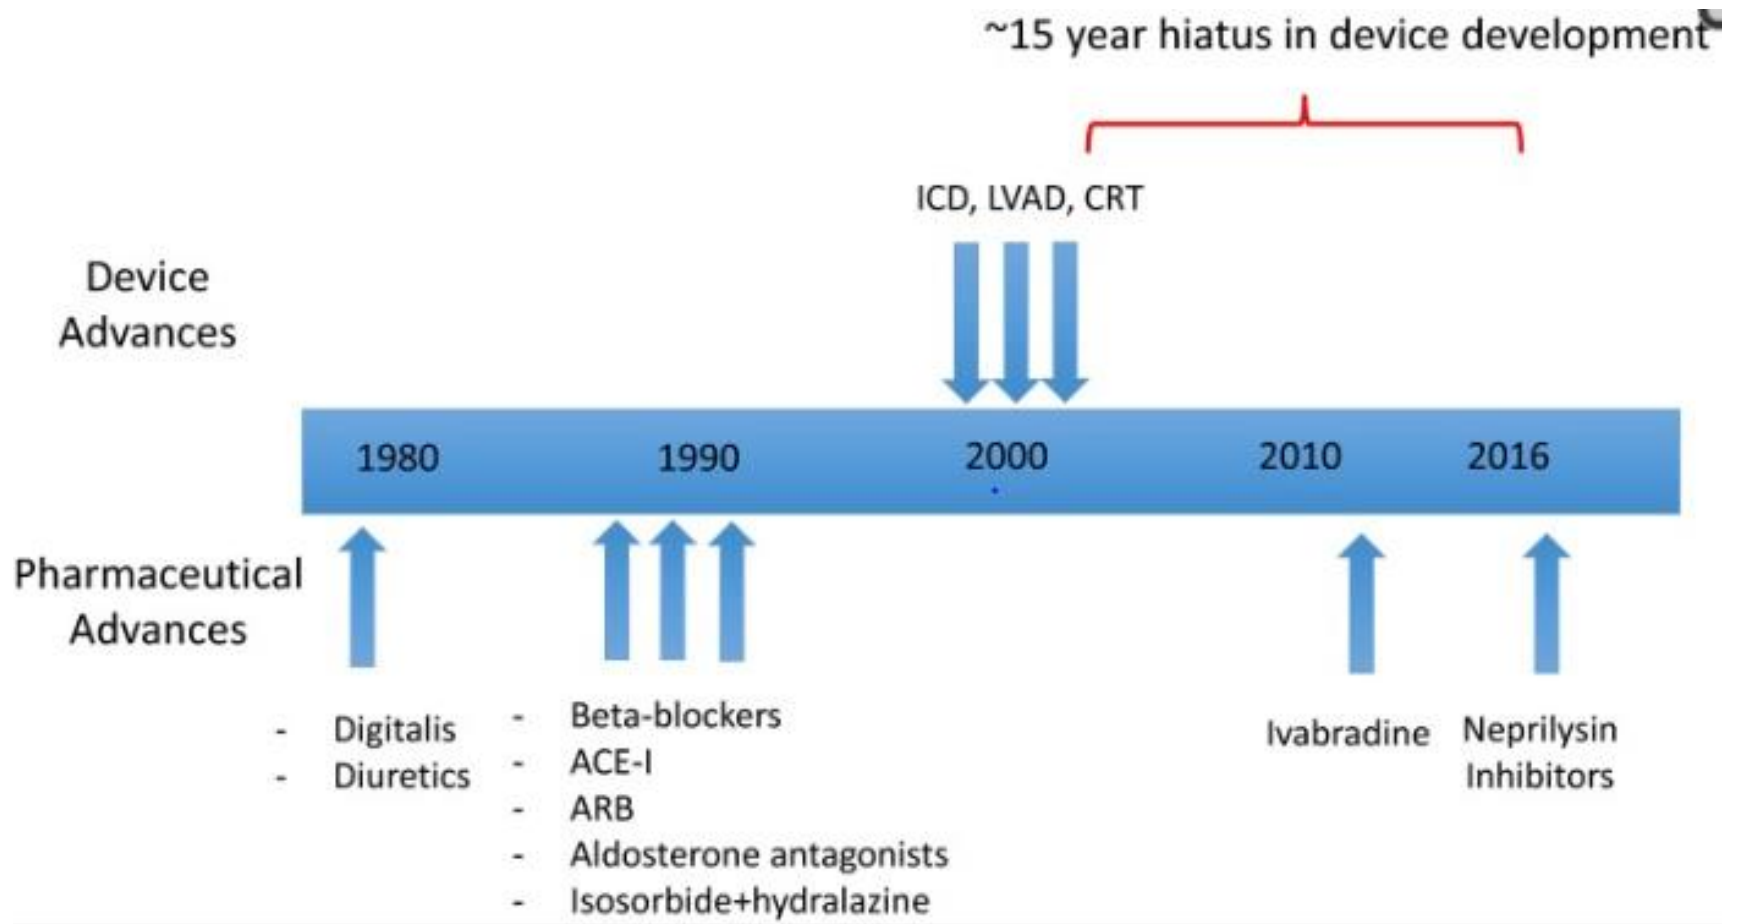 ~15 year hiatus in device development
ICD, LVAD, CRT
Device
Advances
1980 1990 2000 2010 2016
Pharmaceutical
Advances
- Digitalis
- Diuretics
- Beta-blockers
- ACE-I
- ARB
- Aldosterone antagonists
- Isosorbide+hydralazine
Ivabradine
Neprilysin
Inhibitors